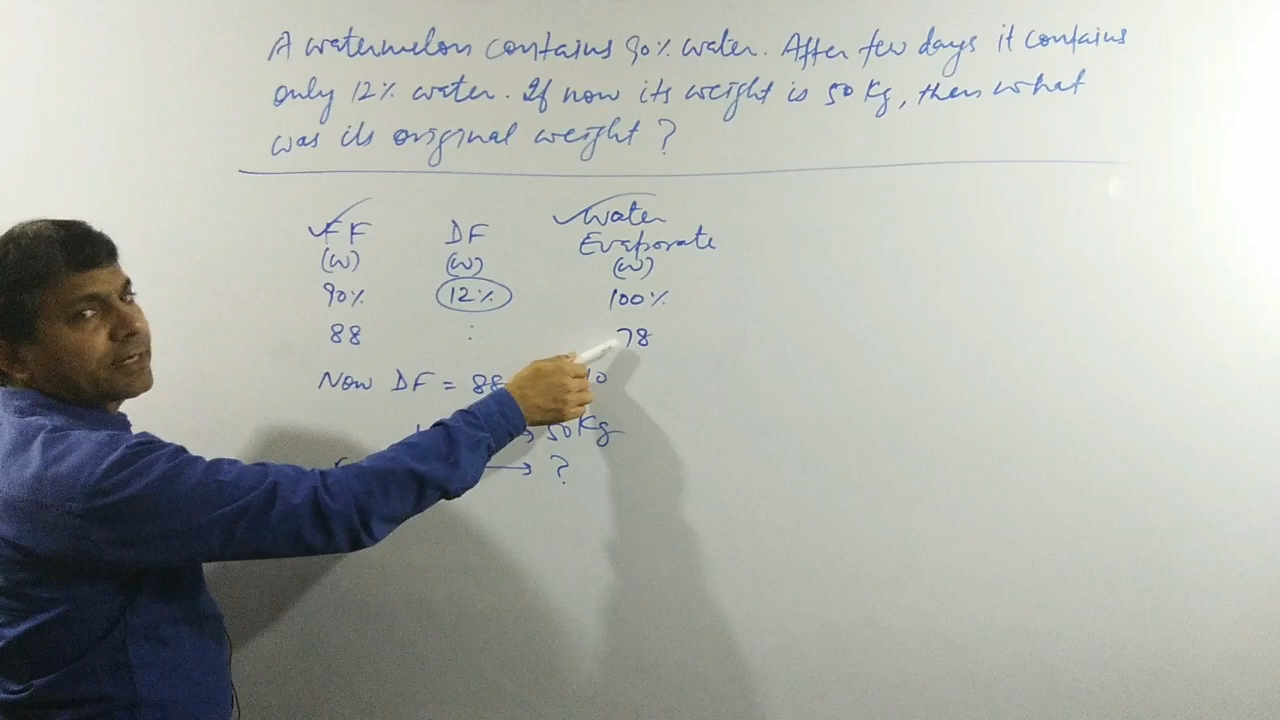 A watermelon contains 90% water. After few days it contains
only 12% water. If now its weight is 50 Kg, then what
was its original weight ?
FF DF Water
Evaporate
(W) (W) (W)
90% 12% 100%
88 : 78
Now DF = 88 10
→ 50 Kg
→ ?